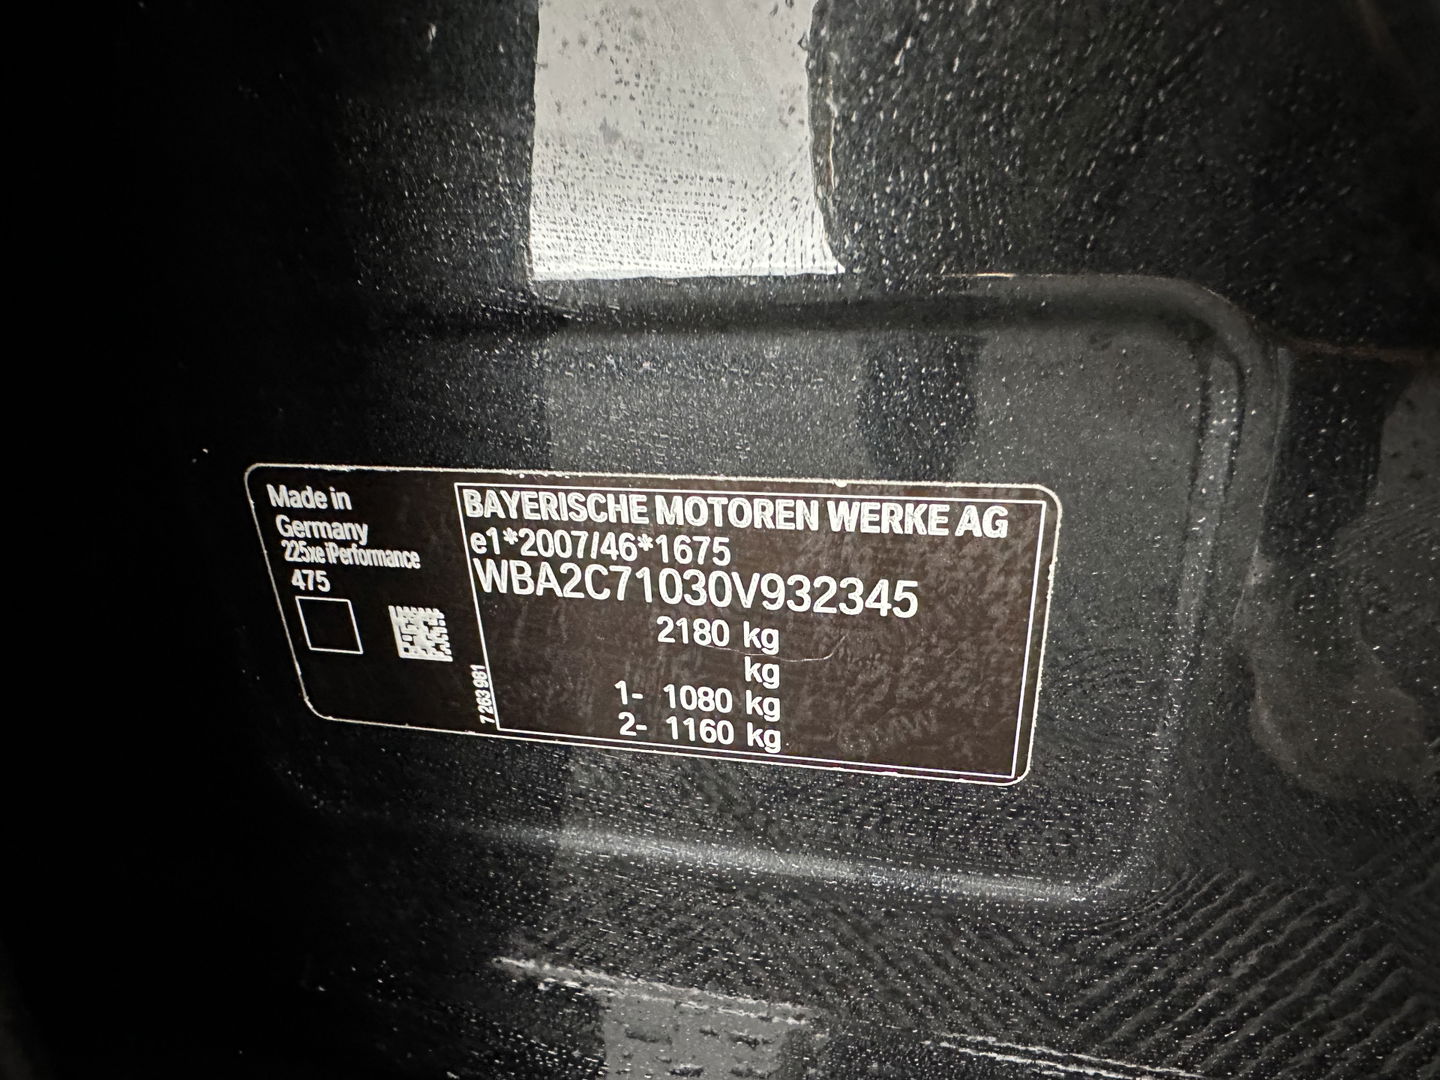 Made in
Germany
225xe iPerformance
475
7 263 981
BAYERISCHE MOTOREN WERKE AG
e1*2007/46*1675
WBA2C71030V932345
2180 kg
kg
1- 1080 kg
2- 1160 kg